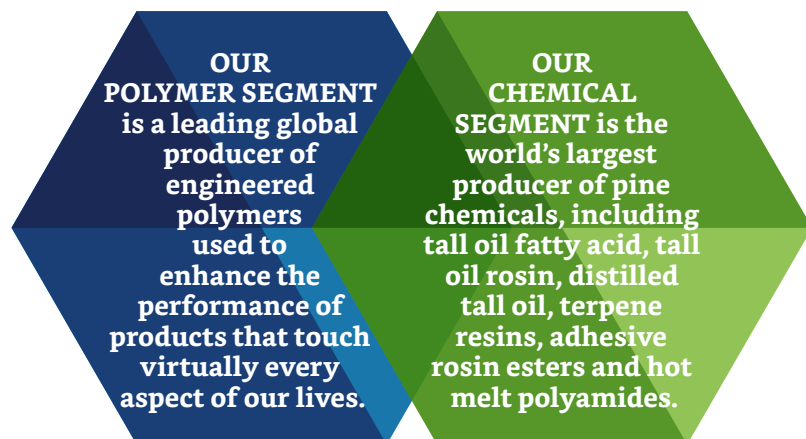 OUR
POLYMER SEGMENT
is a leading global
producer of
engineered
polymers
used to
enhance the
performance of
products that touch
virtually every
aspect of our lives.
OUR
CHEMICAL
SEGMENT is the
world’s largest
producer of pine
chemicals, including
tall oil fatty acid, tall
oil rosin, distilled
tall oil, terpene
resins, adhesive
rosin esters and hot
melt polyamides.